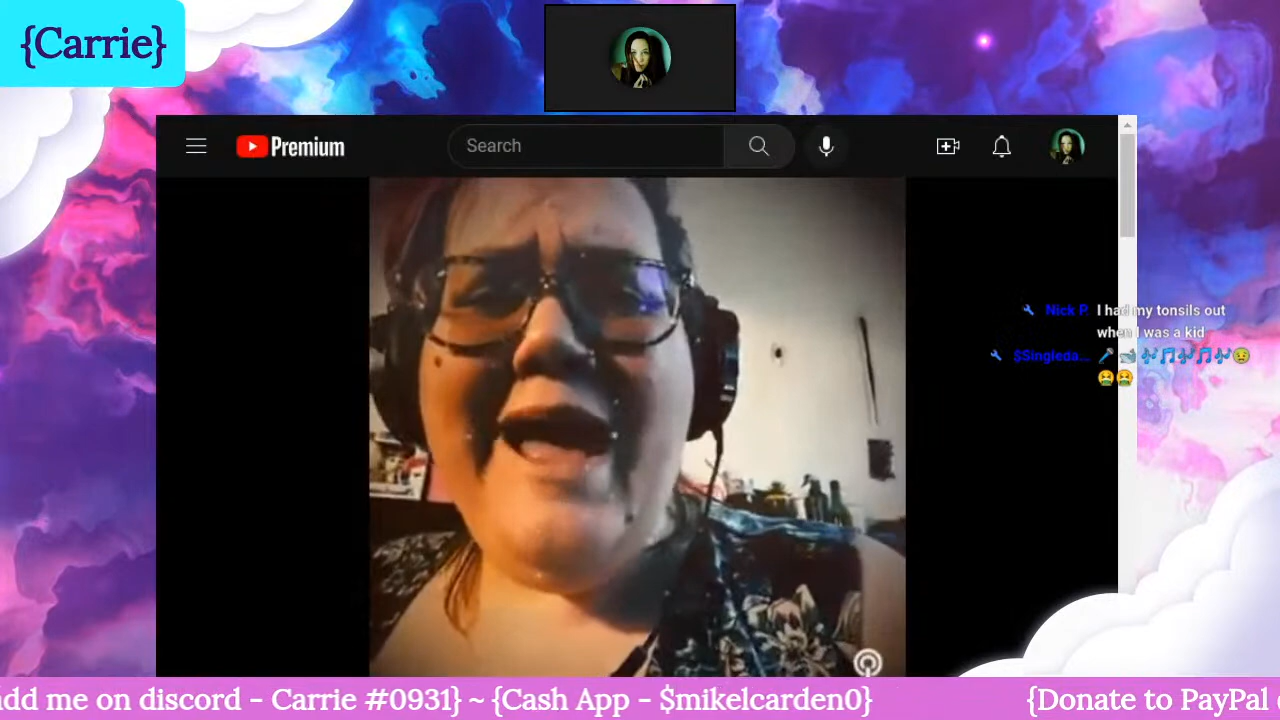 {Carrie}
Premium
Search
Nick P. I had my tonsils out
when I was a kid
$Singleda...
dd me on discord - Carrie #0931} ~ {Cash App - $mikelcarden0}
{Donate to PayPal